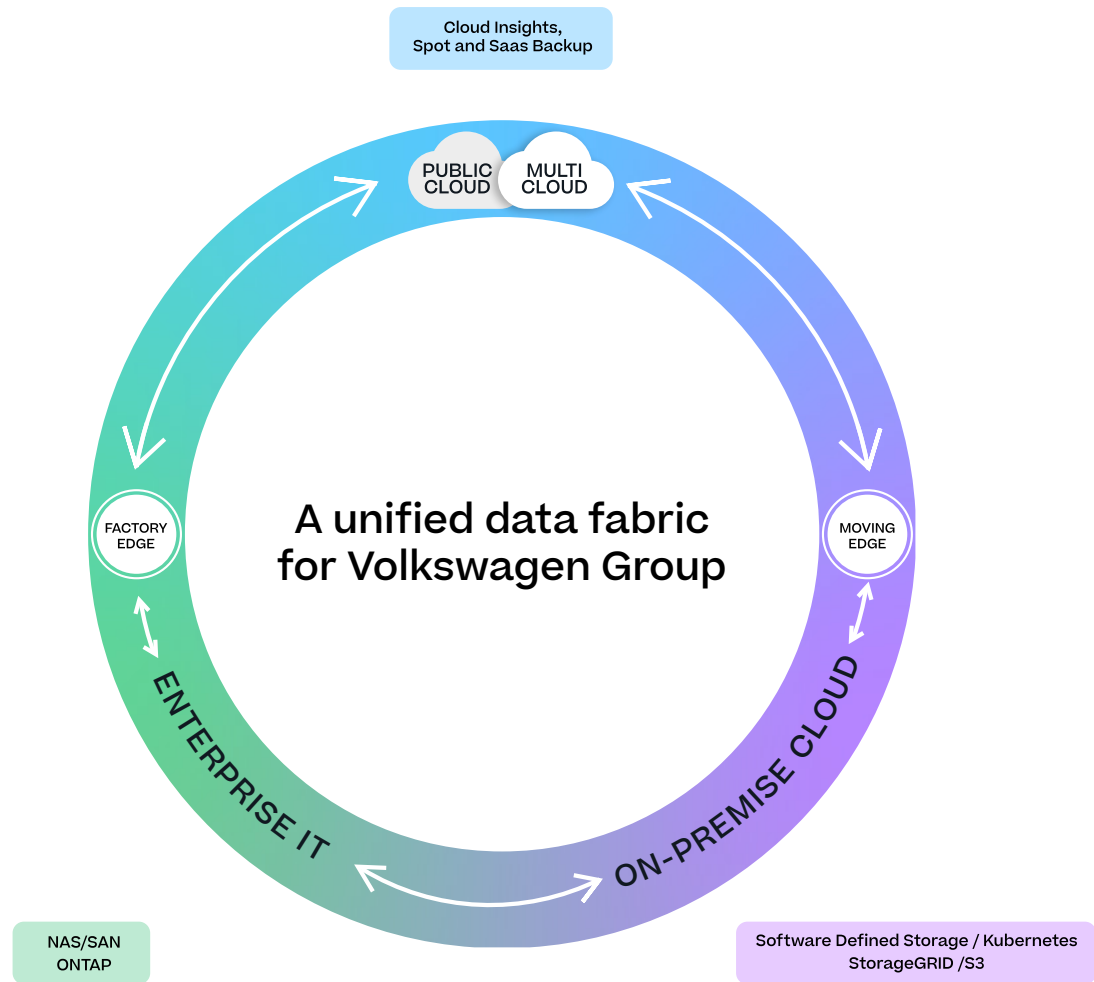 Cloud Insights,
Spot and Saas Backup
PUBLIC
CLOUD
MULTI
CLOUD
FACTORY
EDGE
A unified data fabric
for Volkswagen Group
MOVING
EDGE
ENTERPRISE IT
ON-PREMISE CLOUD
NAS/SAN
ONTAP
Software Defined Storage / Kubernetes
StorageGRID /S3